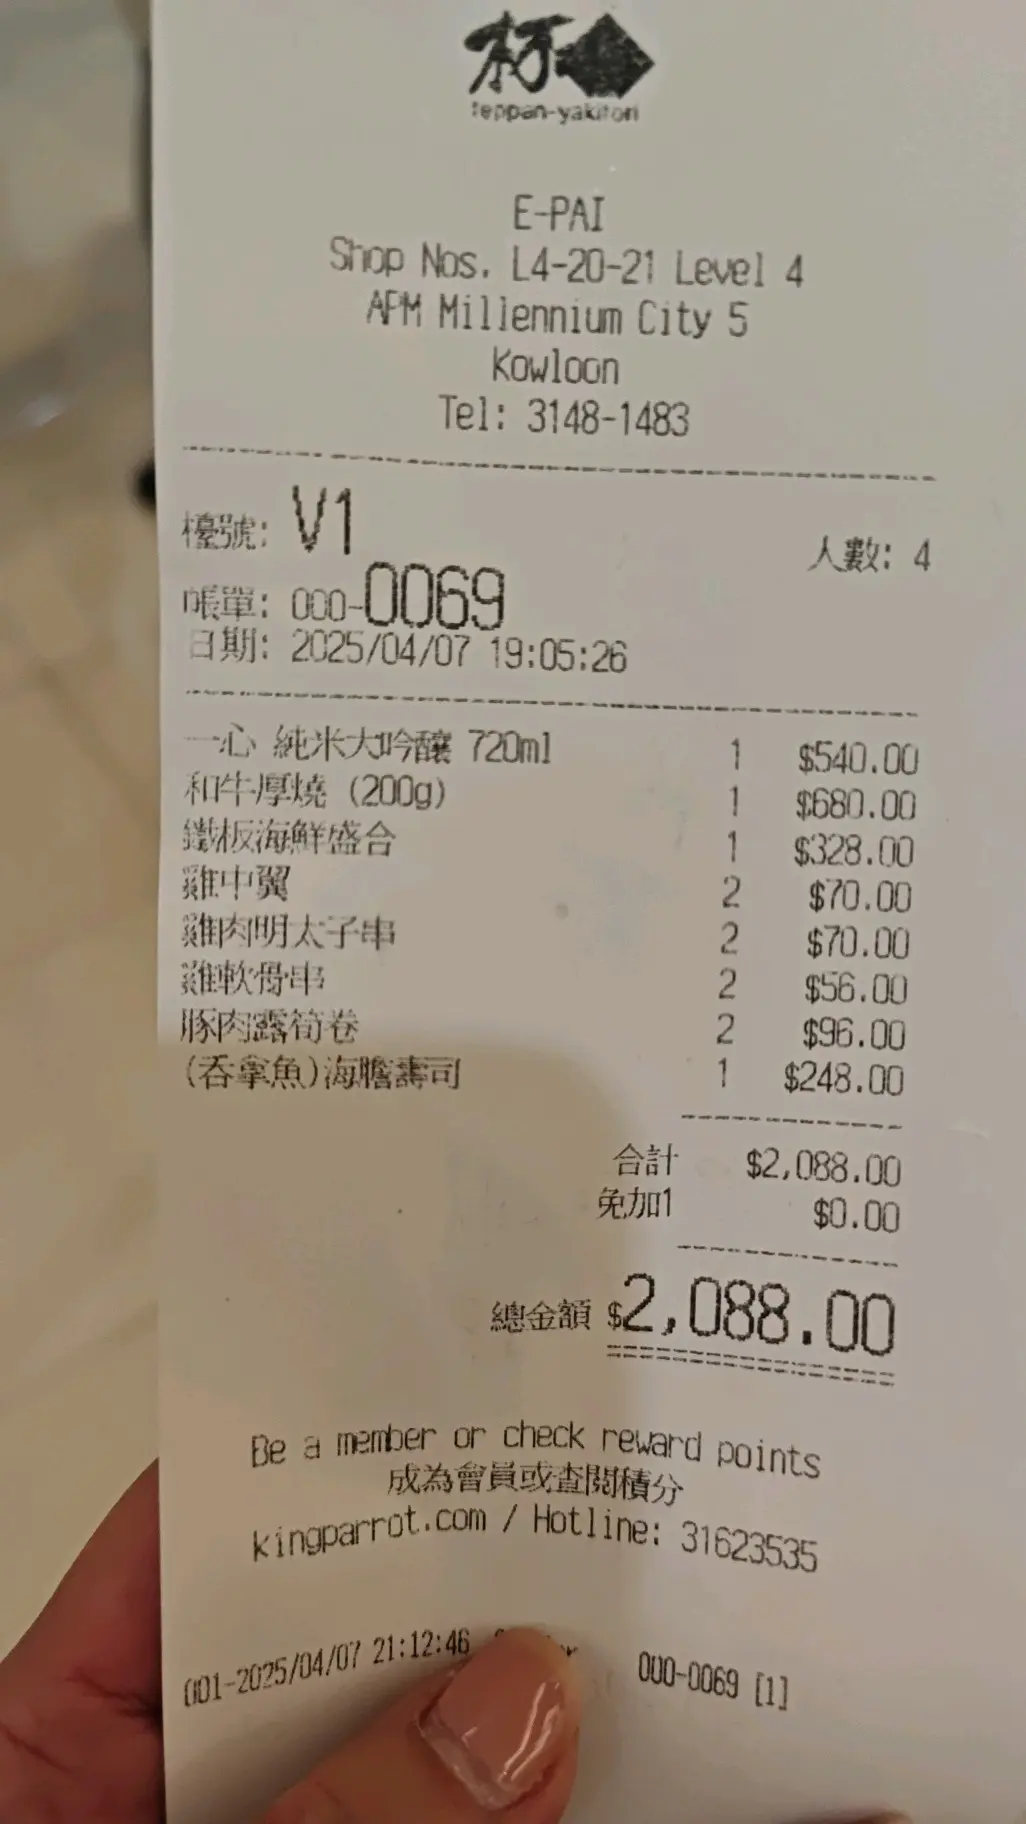 teppan-yakitori
E-PAI
Shop Nos. L4-20-21 Level 4
APM Millennium City 5
Kowloon
Tel: 3148-1483
檯號: V1 人數: 4
帳單: 000-0069
日期: 2025/04/07 19:05:26
一心 純米大吟釀 720ml 1 $540.00
和牛厚燒 (200g) 1 $680.00
鐵板海鮮盛合 1 $328.00
雞中翼 2 $70.00
雞肉明太子串 2 $70.00
雞軟骨串 2 $56.00
豚肉露筍卷 2 $96.00
(吞拿魚)海膽壽司 1 $248.00
合計 $2,088.00
免加1 $0.00
總金額 $2,088.00
Be a member or check reward points
成為會員或查閱積分
kingparrot.com / Hotline: 31623535
001-2025/04/07 21:12:46 000-0069 [1]